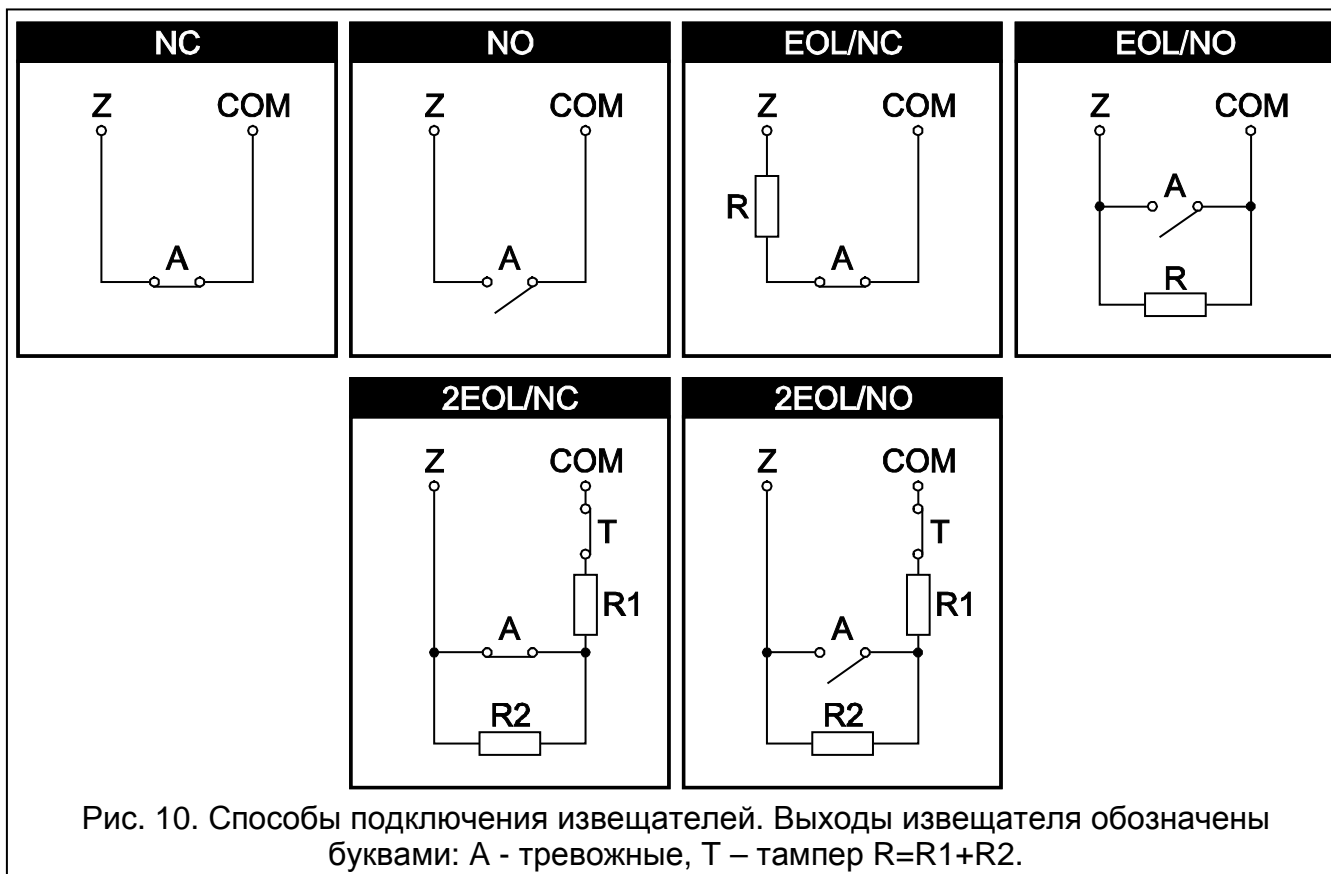 NC
NO
EOL/NC
EOL/NO
Z COM
Z COM
Z COM
Z COM
A
A
R
A
A
R
2EOL/NC
2EOL/NO
Z COM
Z COM
T
T
R1
R1
A
A
R2
R2
Рис. 10. Способы подключения извещателей. Выходы извещателя обозначены
буквами: А - тревожные, Т – тампер R=R1+R2.